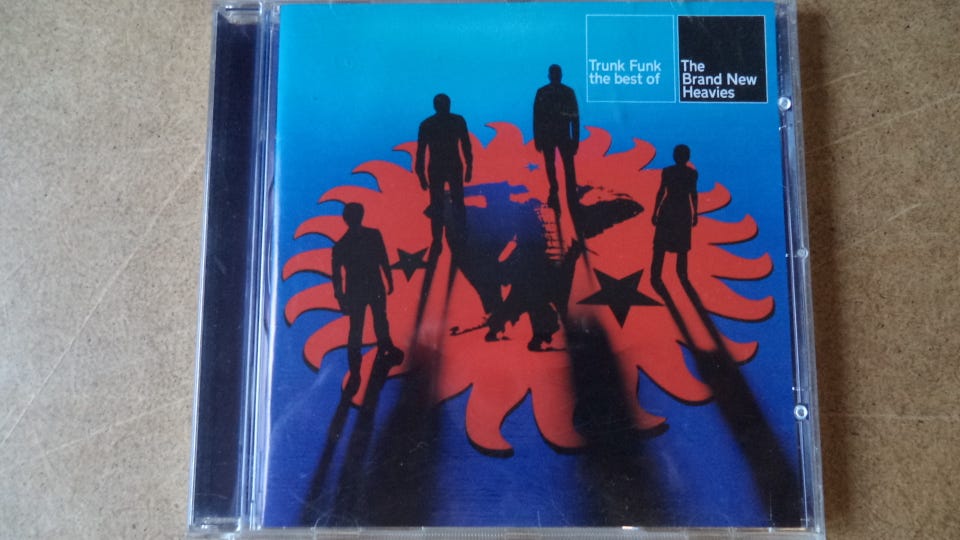 Trunk Funk
the best of
The
Brand New
Heavies